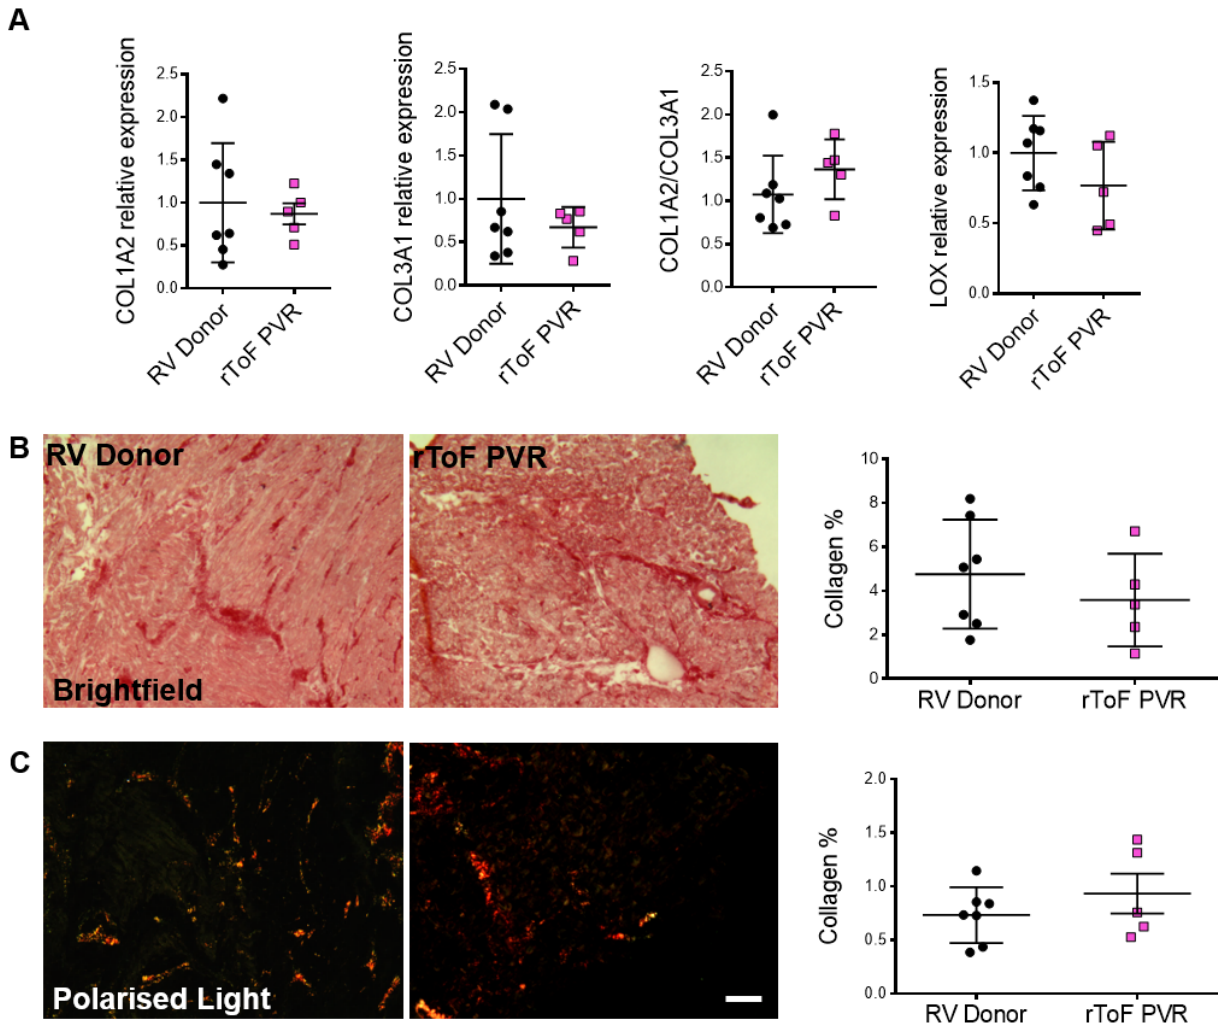 A
COL1A2 relative expression
2.5
2.0
1.5
1.0
0.5
0.0
RV Donor
rToF PVR
COL3A1 relative expression
2.5
2.0
1.5
1.0
0.5
0.0
RV Donor
rToF PVR
COL1A2/COL3A1
2.5
2.0
1.5
1.0
0.5
0.0
RV Donor
rToF PVR
LOX relative expression
1.5
1.0
0.5
0.0
RV Donor
rToF PVR
B
RV Donor
rToF PVR
Brightfield
Collagen %
10
8
6
4
2
0
RV Donor
rToF PVR
C
Polarised Light
Collagen %
2.0
1.5
1.0
0.5
0.0
RV Donor
rToF PVR